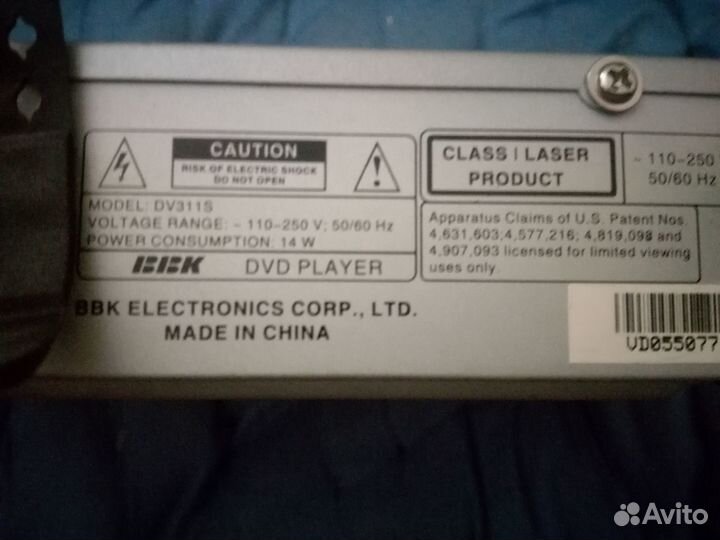 CAUTION
RISK OF ELECTRIC SHOCK
DO NOT OPEN
MODEL: DV311S
VOLTAGE RANGE: ~ 110-250 V; 50/60 Hz
POWER CONSUMPTION: 14 W
BBK DVD PLAYER
CLASS I LASER
PRODUCT
~ 110-250
50/60 Hz
Apparatus Claims of U.S. Patent Nos.
4,631,603;4,577,216; 4,819,098 and
4,907,093 licensed for limited viewing
uses only.
BBK ELECTRONICS CORP., LTD.
MADE IN CHINA
VD055077
Avito